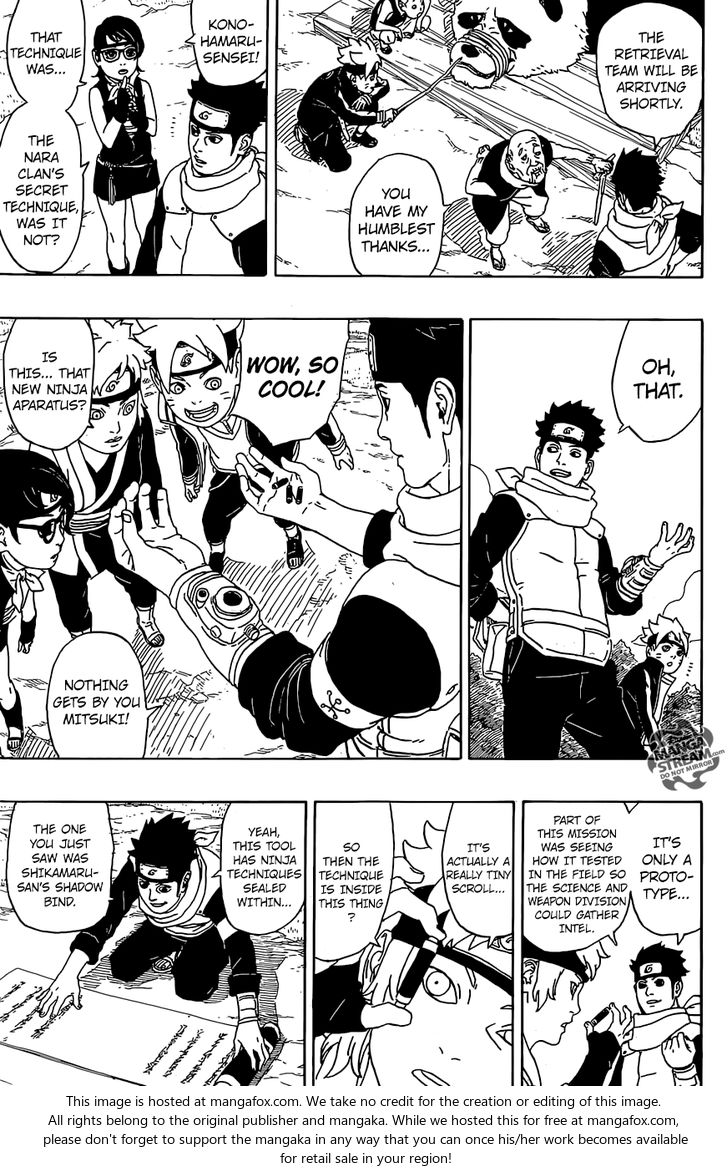 THE
RETRIEVAL
TEAM WILL BE
ARRIVING
SHORTLY.
YOU
HAVE MY
HUMBLEST
THANKS...
KONO-
HAMARU-
SENSEI!
THAT
TECHNIQUE
WAS...
THE
NARA
CLAN'S
SECRET
TECHNIQUE,
WAS IT
NOT?
OH,
THAT.
WOW, SO
COOL!
IS
THIS... THAT
NEW NINJA
APARATUS?
NOTHING
GETS BY YOU
MITSUKI!
MANGA
STREAM.com
DO NOT MIRROR
IT'S
ONLY A
PROTO-
TYPE...
PART OF
THIS MISSION
WAS SEEING
HOW IT TESTED
IN THE FIELD SO
THE SCIENCE AND
WEAPON DIVISION
COULD GATHER
INTEL.
IT'S
ACTUALLY A
REALLY TINY
SCROLL...
SO
THEN THE
TECHNIQUE
IS INSIDE
THIS THING
?
YEAH,
THIS TOOL
HAS NINJA
TECHNIQUES
SEALED
WITHIN...
THE ONE
YOU JUST
SAW WAS
SHIKAMARU-
SAN'S SHADOW
BIND.
This image is hosted at mangafox.com. We take no credit for the creation or editing of this image.
All rights belong to the original publisher and mangaka. While we hosted this for free at mangafox.com,
please don't forget to support the mangaka in any way that you can once his/her work becomes available
for retail sale in your region!